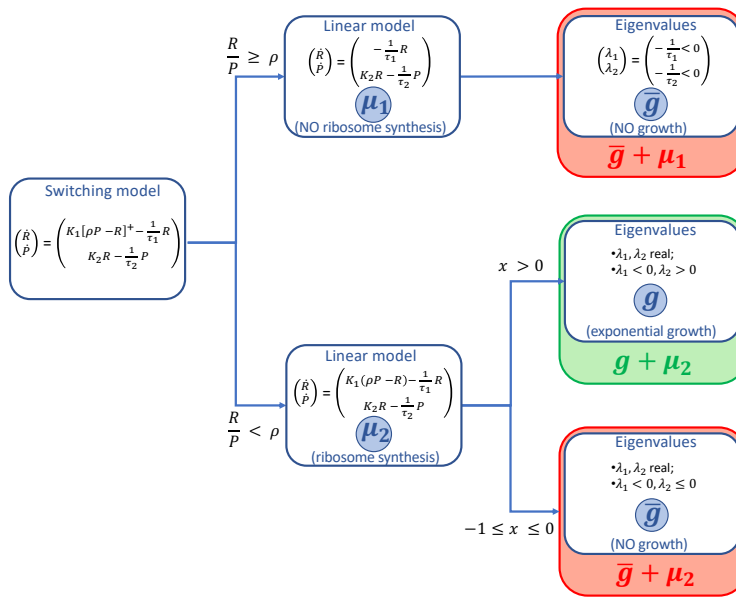 Switching model
(Ṙ Ṗ) = (K₁[ρP − R]⁺ − 1/τ₁ R
K₂R − 1/τ₂ P)
R/P ≥ ρ
Linear model
(Ṙ Ṗ) = (− 1/τ₁ R
K₂R − 1/τ₂ P)
μ₁
(NO ribosome synthesis)
Eigenvalues
(λ₁ λ₂) = (− 1/τ₁ < 0
− 1/τ₂ < 0)
g̅
(NO growth)
g̅ + μ₁
R/P < ρ
Linear model
(Ṙ Ṗ) = (K₁(ρP − R) − 1/τ₁ R
K₂R − 1/τ₂ P)
μ₂
(ribosome synthesis)
x > 0
Eigenvalues
•λ₁, λ₂ real;
•λ₁ < 0, λ₂ > 0
g
(exponential growth)
g + μ₂
−1 ≤ x ≤ 0
Eigenvalues
•λ₁, λ₂ real;
•λ₁ < 0, λ₂ ≤ 0
g̅
(NO growth)
g̅ + μ₂